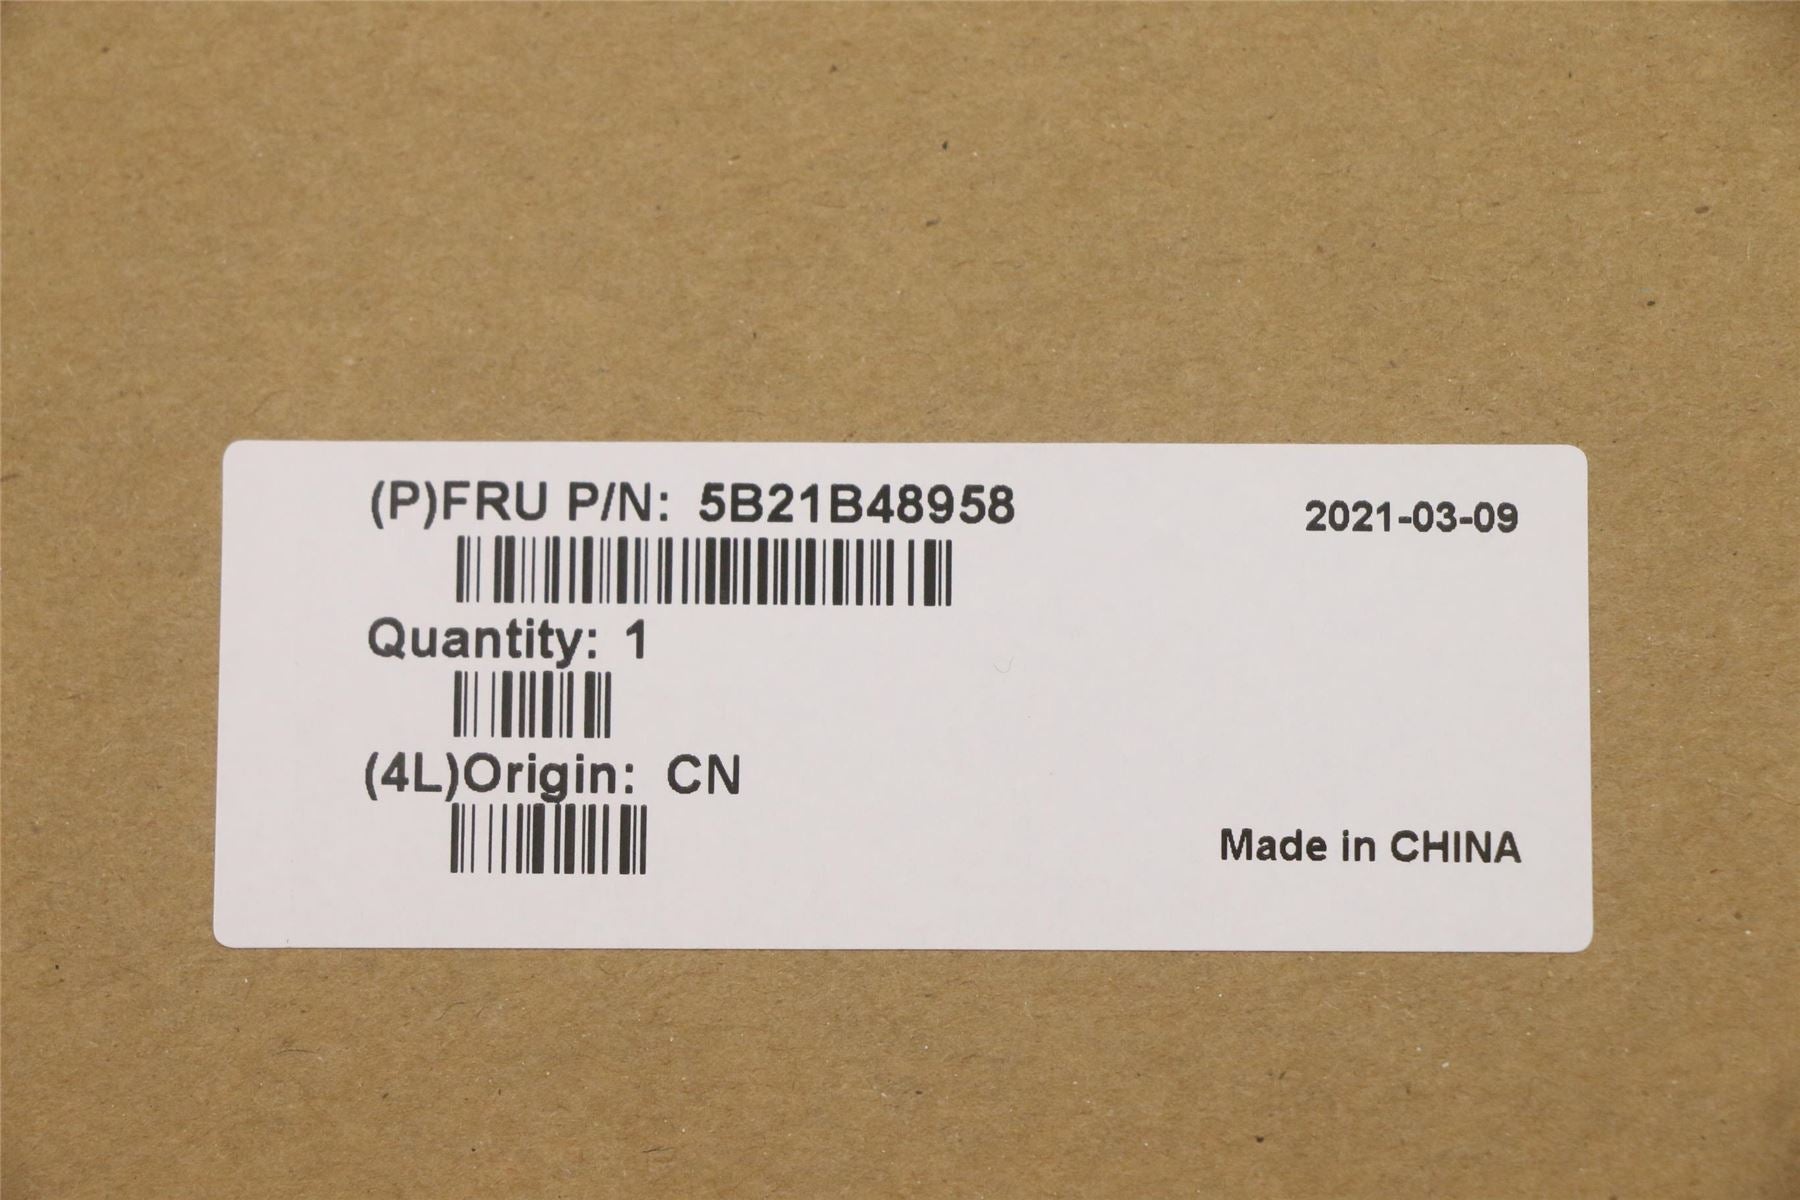 (P)FRU P/N: 5B21B48958
2021-03-09
Quantity: 1
(4L)Origin: CN
Made in CHINA